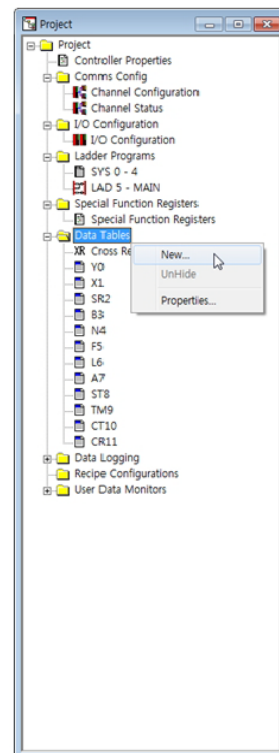 Project
Project
Controller Properties
Comms Config
Channel Configuration
Channel Status
I/O Configuration
I/O Configuration
Ladder Programs
SYS 0 - 4
LAD 5 - MAIN
Special Function Registers
Special Function Registers
Data Tables
XR Cross Re
New...
Y0
UnHide
X1
Properties...
SR2
B3
N4
F5
L6
A7
ST8
TM9
CT10
CR11
Data Logging
Recipe Configurations
User Data Monitors